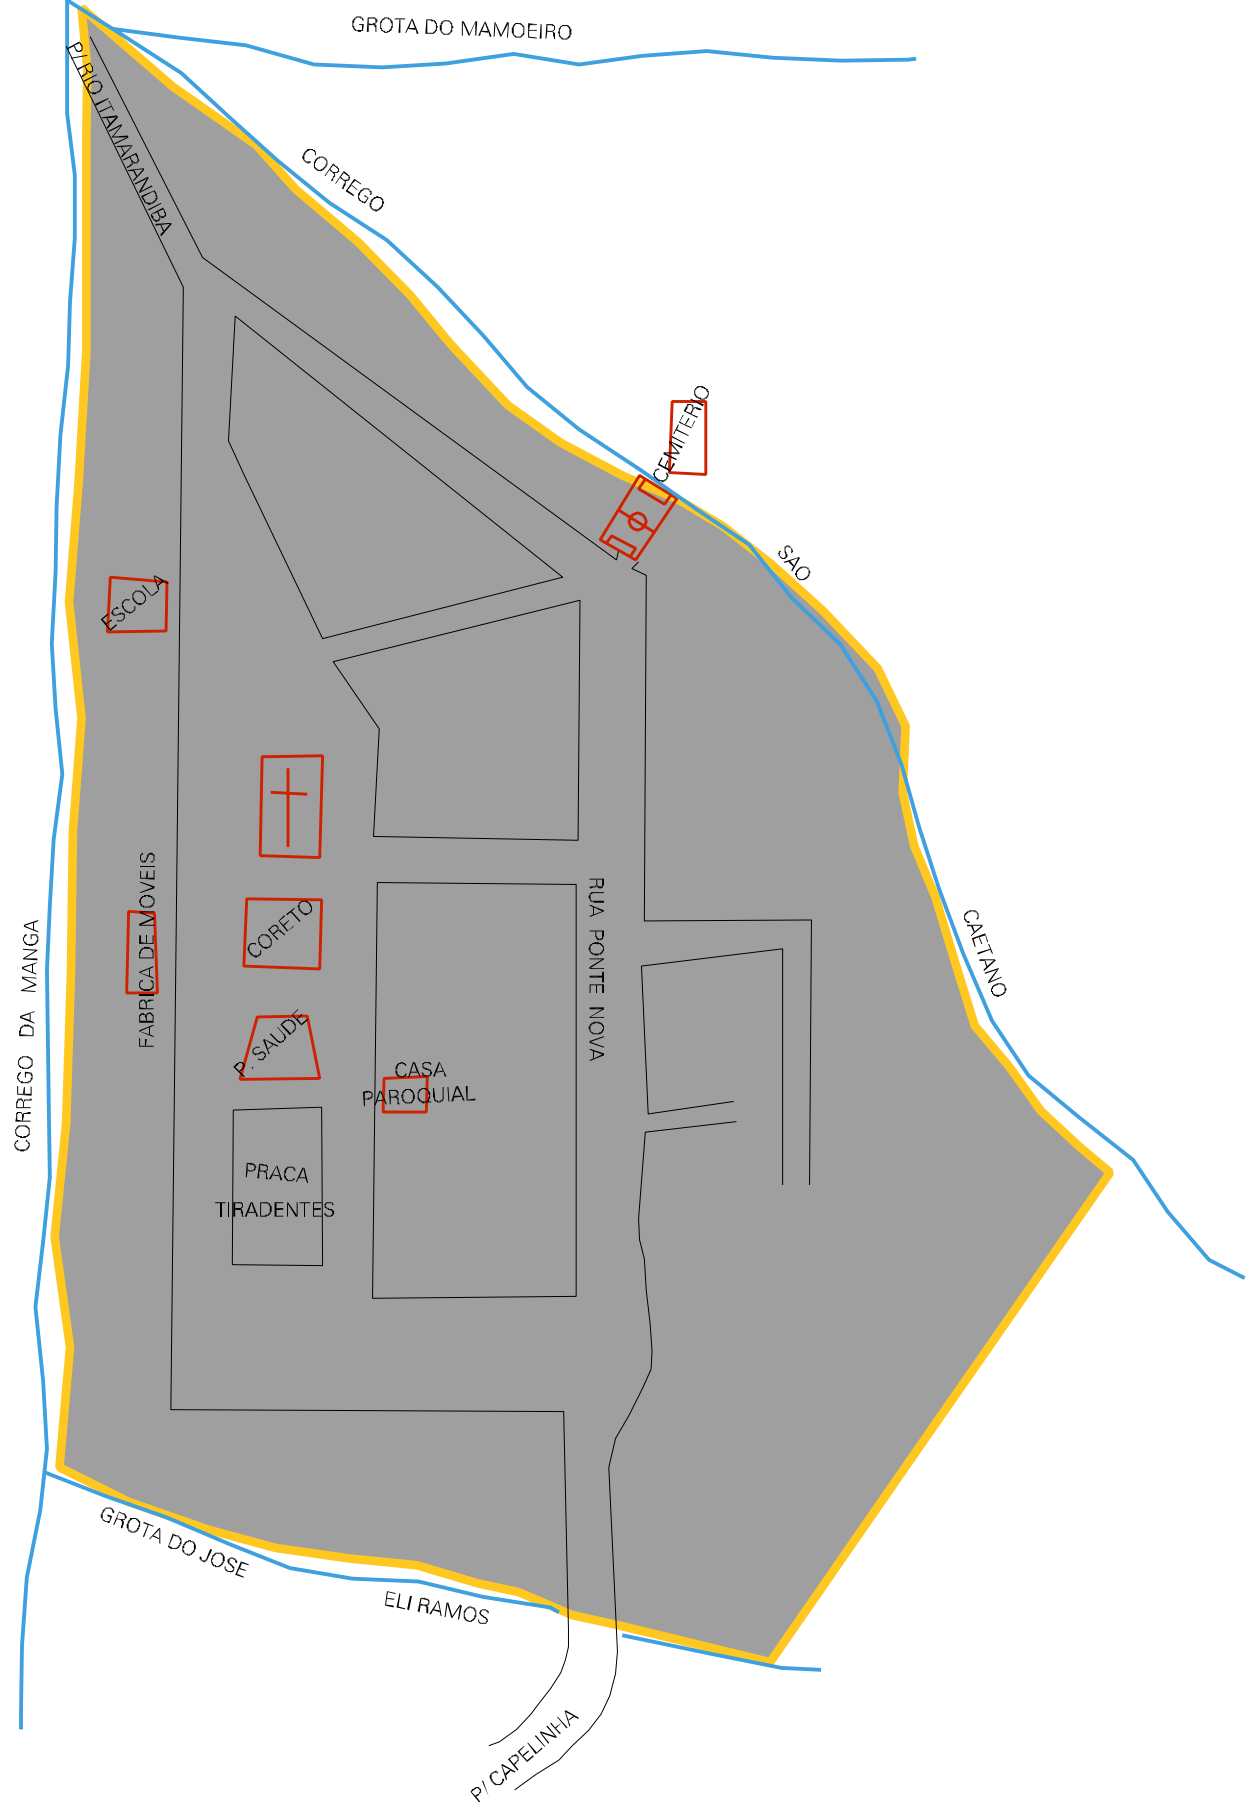 GROTA DO MAMOEIRO
P/ RIO ITAMARANDIBA
CORREGO
CEMITERIO
SAO
ESCOLA
CAETANO
FABRICA DE MOVEIS
CORETO
RUA PONTE NOVA
CORREGO DA MANGA
P. SAUDE
CASA
PAROQUIAL
PRACA
TIRADENTES
GROTA DO JOSE
ELI RAMOS
P/ CAPELINHA